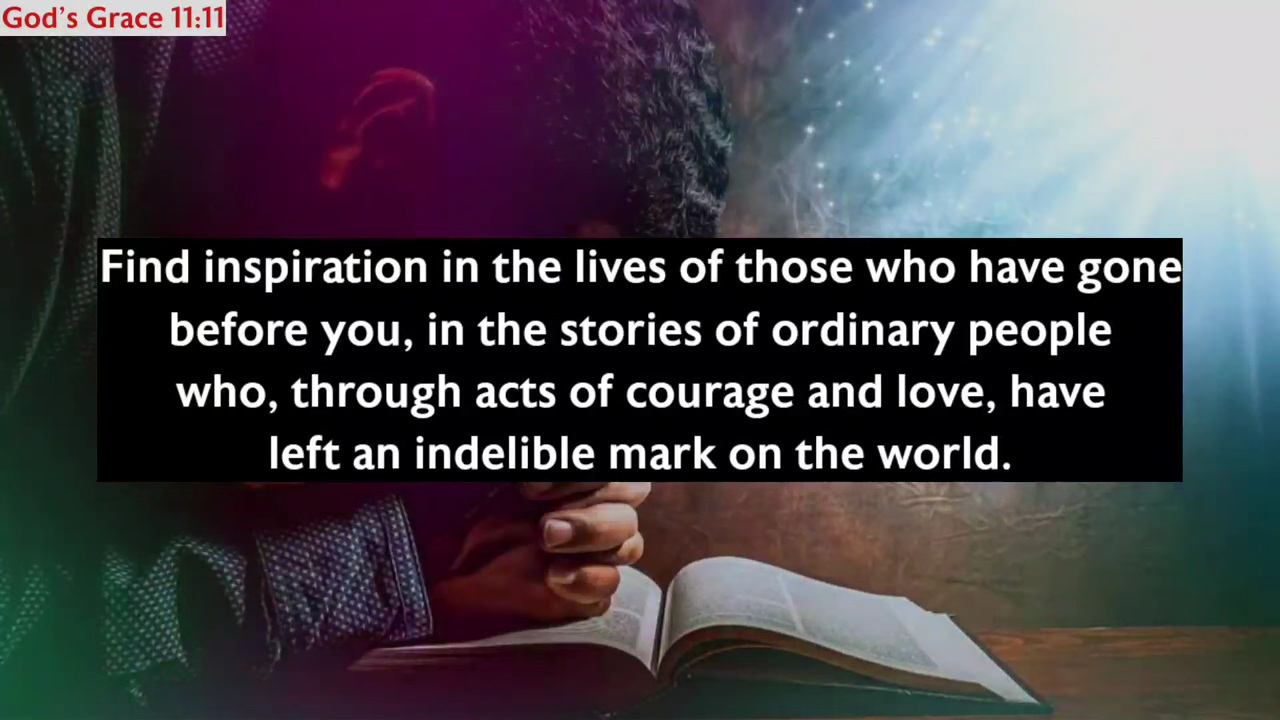 God's Grace 11:11
Find inspiration in the lives of those who have gone
before you, in the stories of ordinary people
who, through acts of courage and love, have
left an indelible mark on the world.